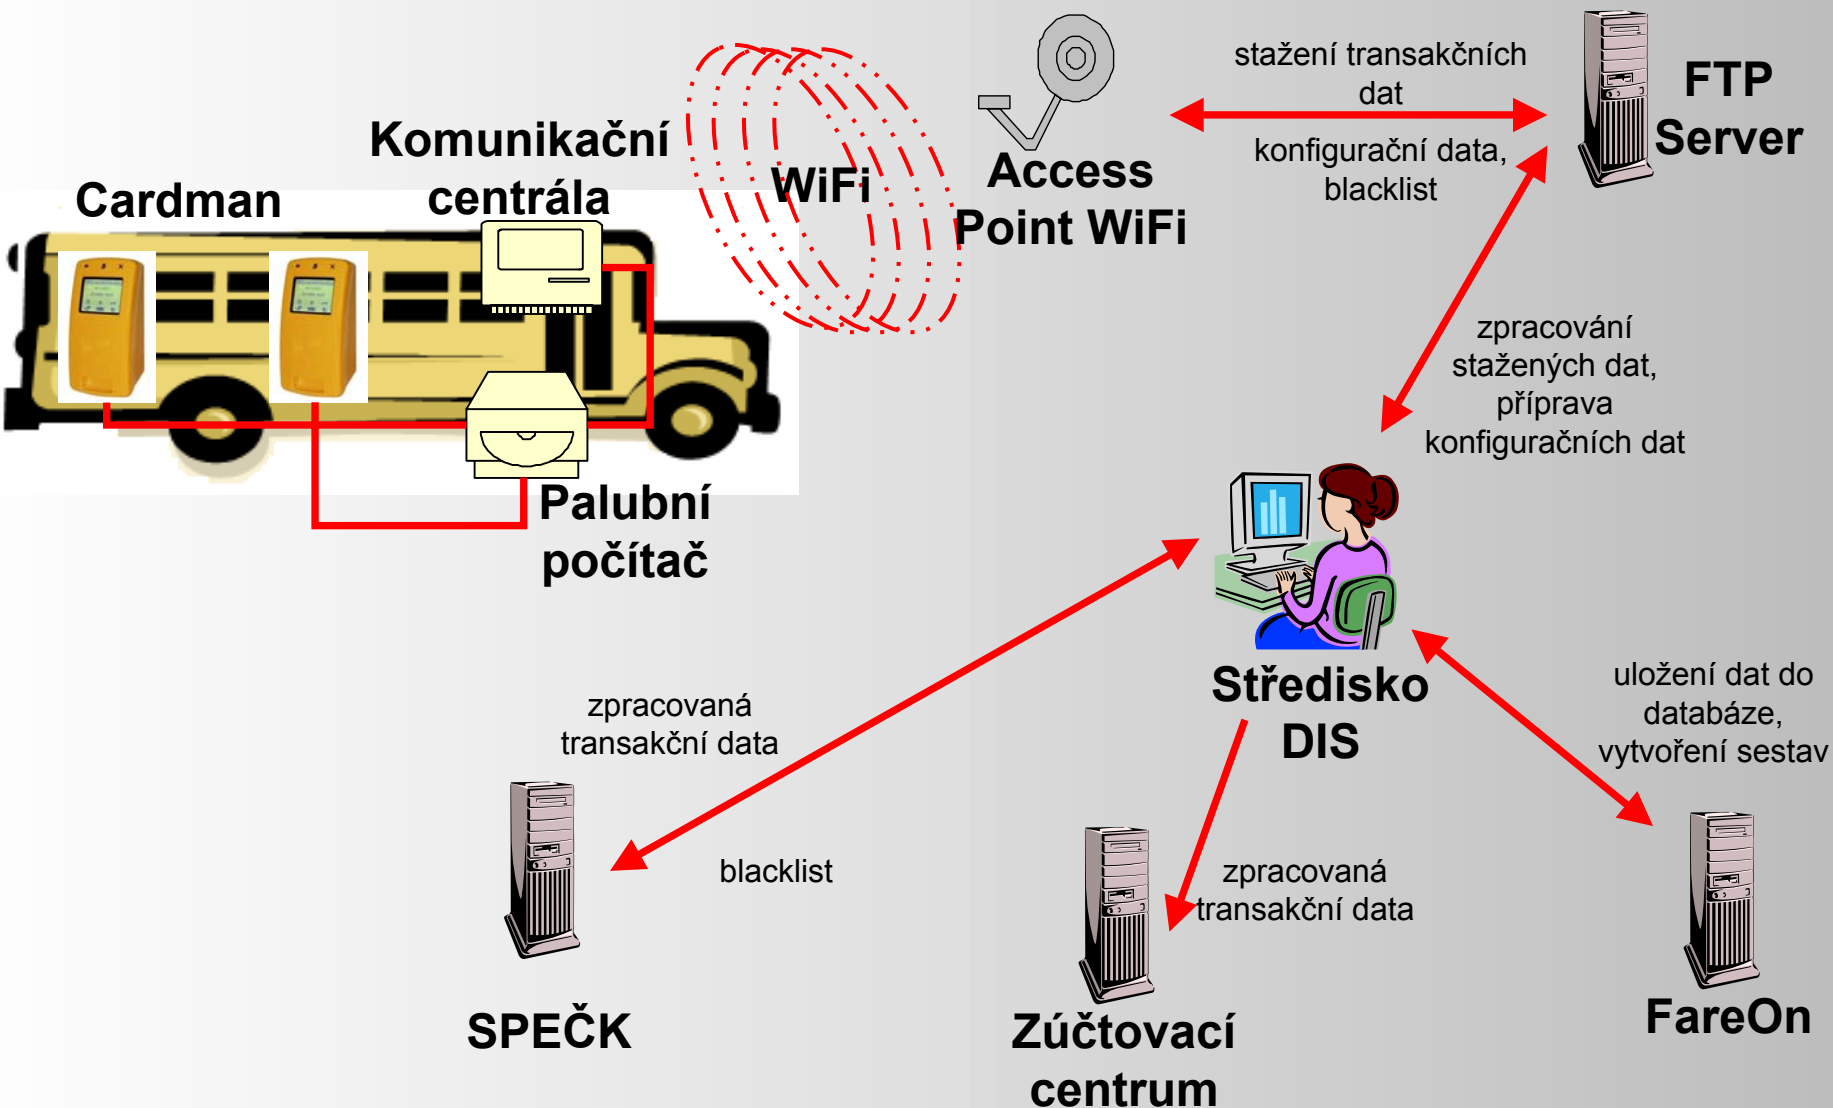 stažení transakčních
dat
FTP
Server
konfigurační data,
blacklist
Komunikační
centrála
WiFi
Access
Point WiFi
Cardman
zpracování
stažených dat,
příprava
konfiguračních dat
Palubní
počítač
Středisko
DIS
uložení dat do
databáze,
vytvoření sestav
zpracovaná
transakční data
blacklist
zpracovaná
transakční data
SPEČK
Zúčtovací
centrum
FareOn